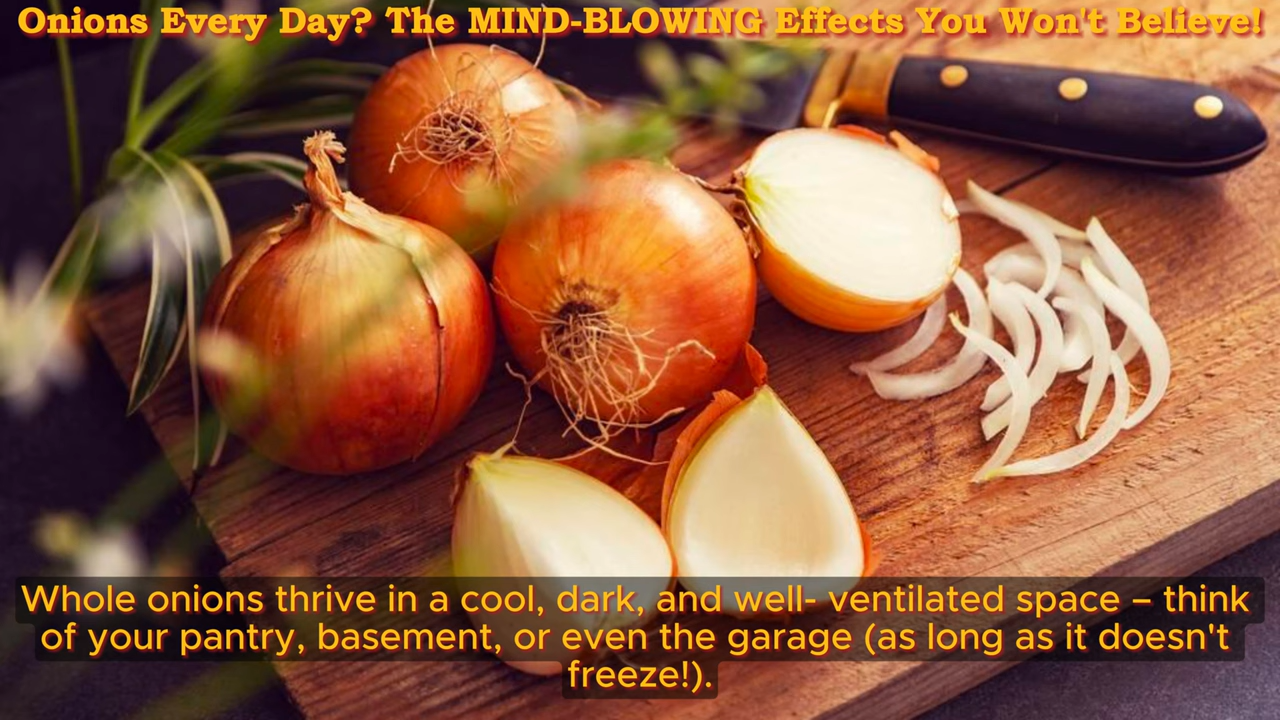 Onions Every Day? The MIND-BLOWING Effects You Won't Believe!
Whole onions thrive in a cool, dark, and well- ventilated space – think
of your pantry, basement, or even the garage (as long as it doesn't
freeze!).